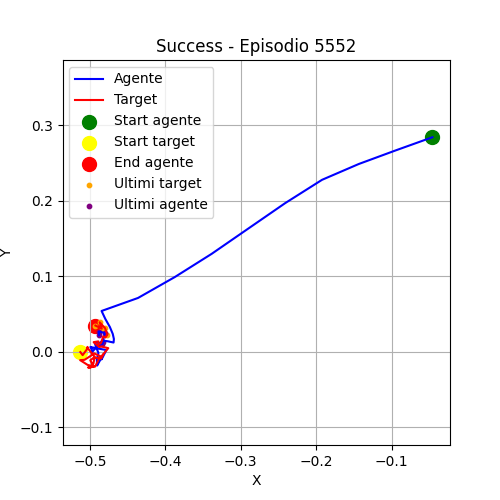 Success - Episodio 5552
Agente
Target
Start agente
Start target
End agente
Ultimi target
Ultimi agente
Y
0.3
0.2
0.1
0.0
−0.1
−0.5
−0.4
−0.3
−0.2
−0.1
X